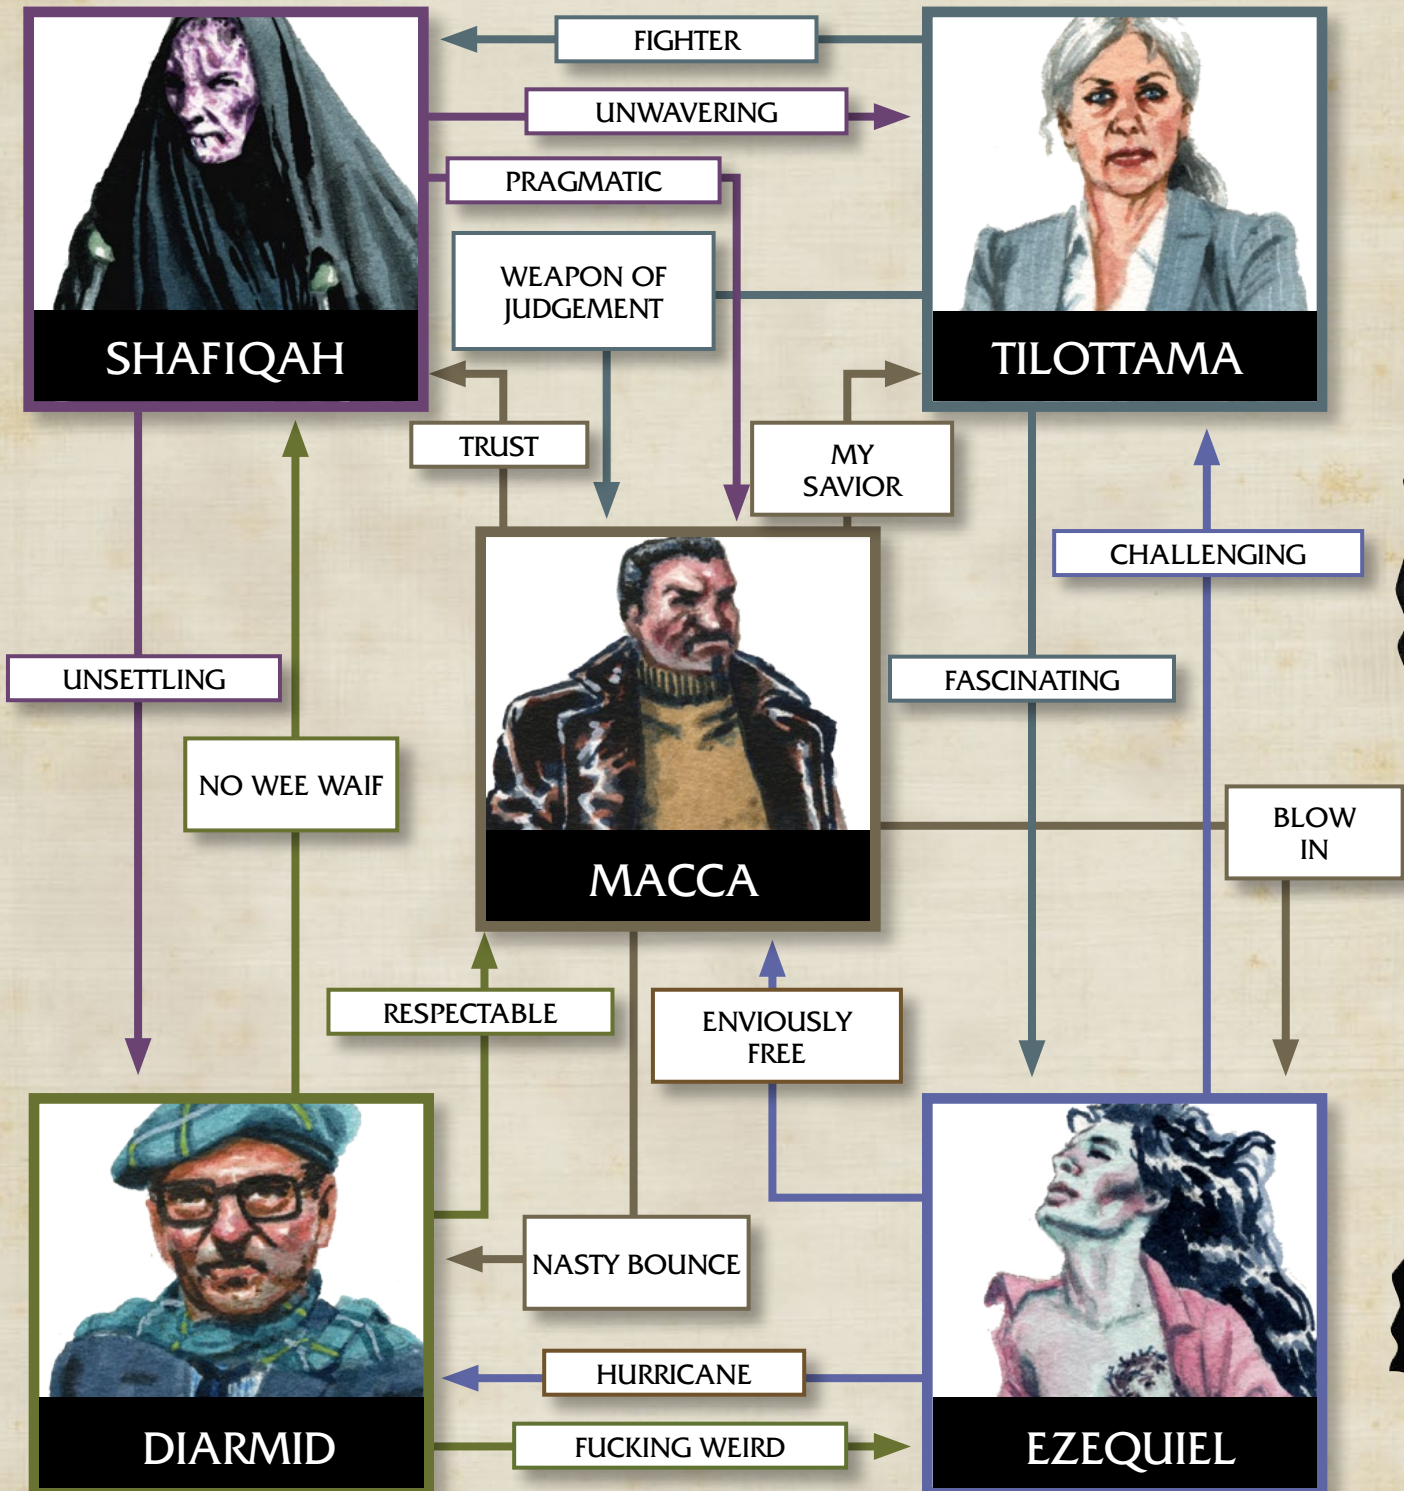 FIGHTER
UNWAVERING
PRAGMATIC
WEAPON OF
JUDGEMENT
SHAFIQAH
TILOTTAMA
TRUST
MY
SAVIOR
CHALLENGING
UNSETTLING
FASCINATING
NO WEE WAIF
BLOW
IN
MACCA
RESPECTABLE
ENVIOUSLY
FREE
NASTY BOUNCE
HURRICANE
FUCKING WEIRD
DIARMID
EZEQUIEL